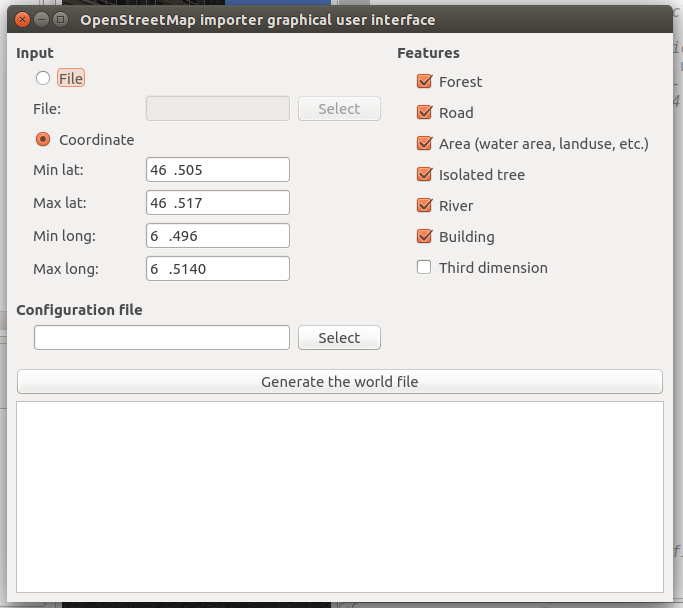 OpenStreetMap importer graphical user interface
Input
File
File:
Select
Coordinate
Min lat:
46 .505
Max lat:
46 .517
Min long:
6 .496
Max long:
6 .5140
Features
Forest
Road
Area (water area, landuse, etc.)
Isolated tree
River
Building
Third dimension
Configuration file
Select
Generate the world file